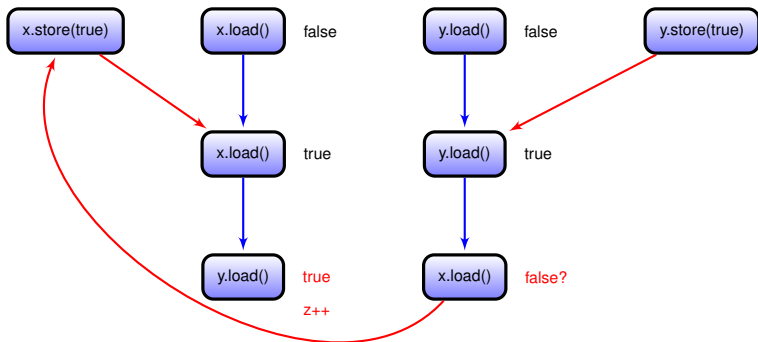 x.store(true)
x.load()
false
y.load()
false
y.store(true)
x.load()
true
y.load()
true
y.load()
true
x.load()
false?
z++